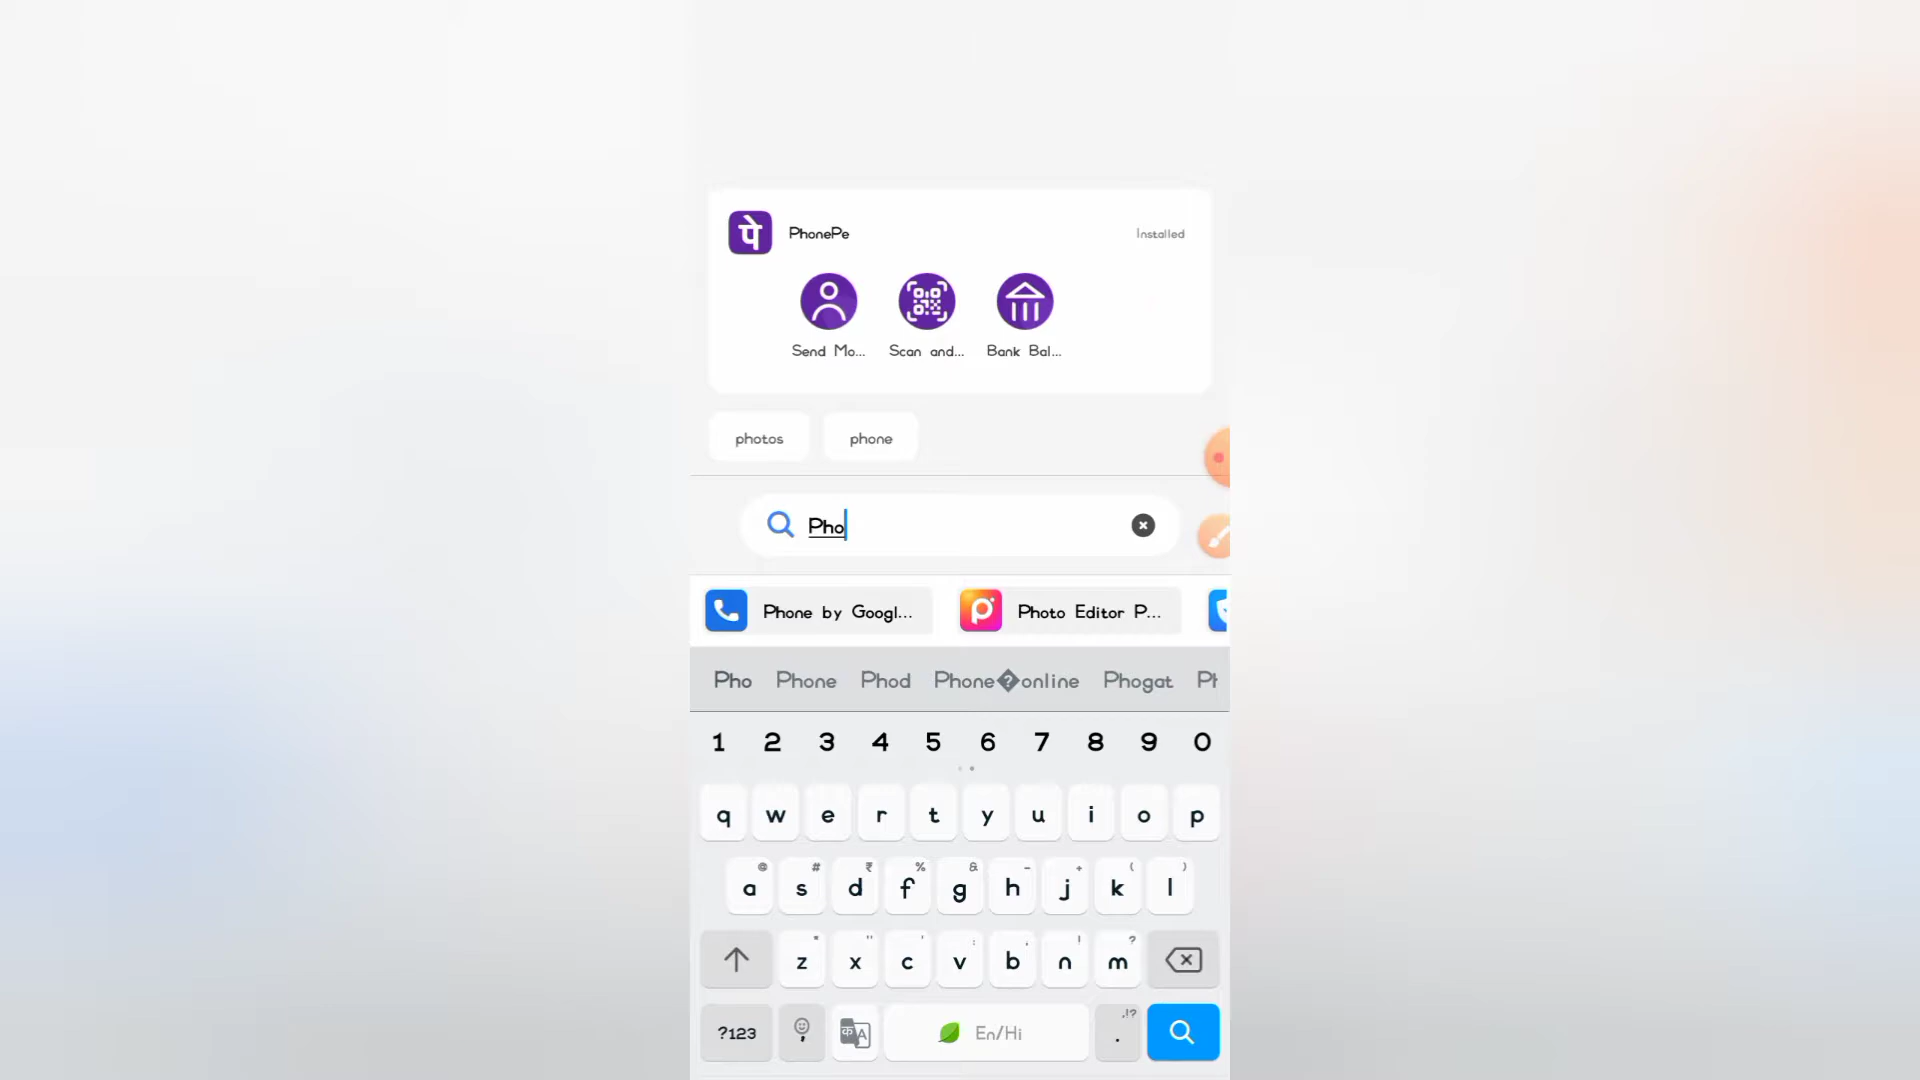 पे PhonePe Installed
Send Mo... Scan and... Bank Bal...
photos phone
Pho
Phone by Googl... Photo Editor P...
Pho Phone Phod Phone�online Phogat Ph
1 2 3 4 5 6 7 8 9 0
q w e r t y u i o p
@ # ₹ % & - + ( )
a s d f g h j k l
* " ' : , ! ?
z x c v b n m
,!?
?123 , क A En/Hi .